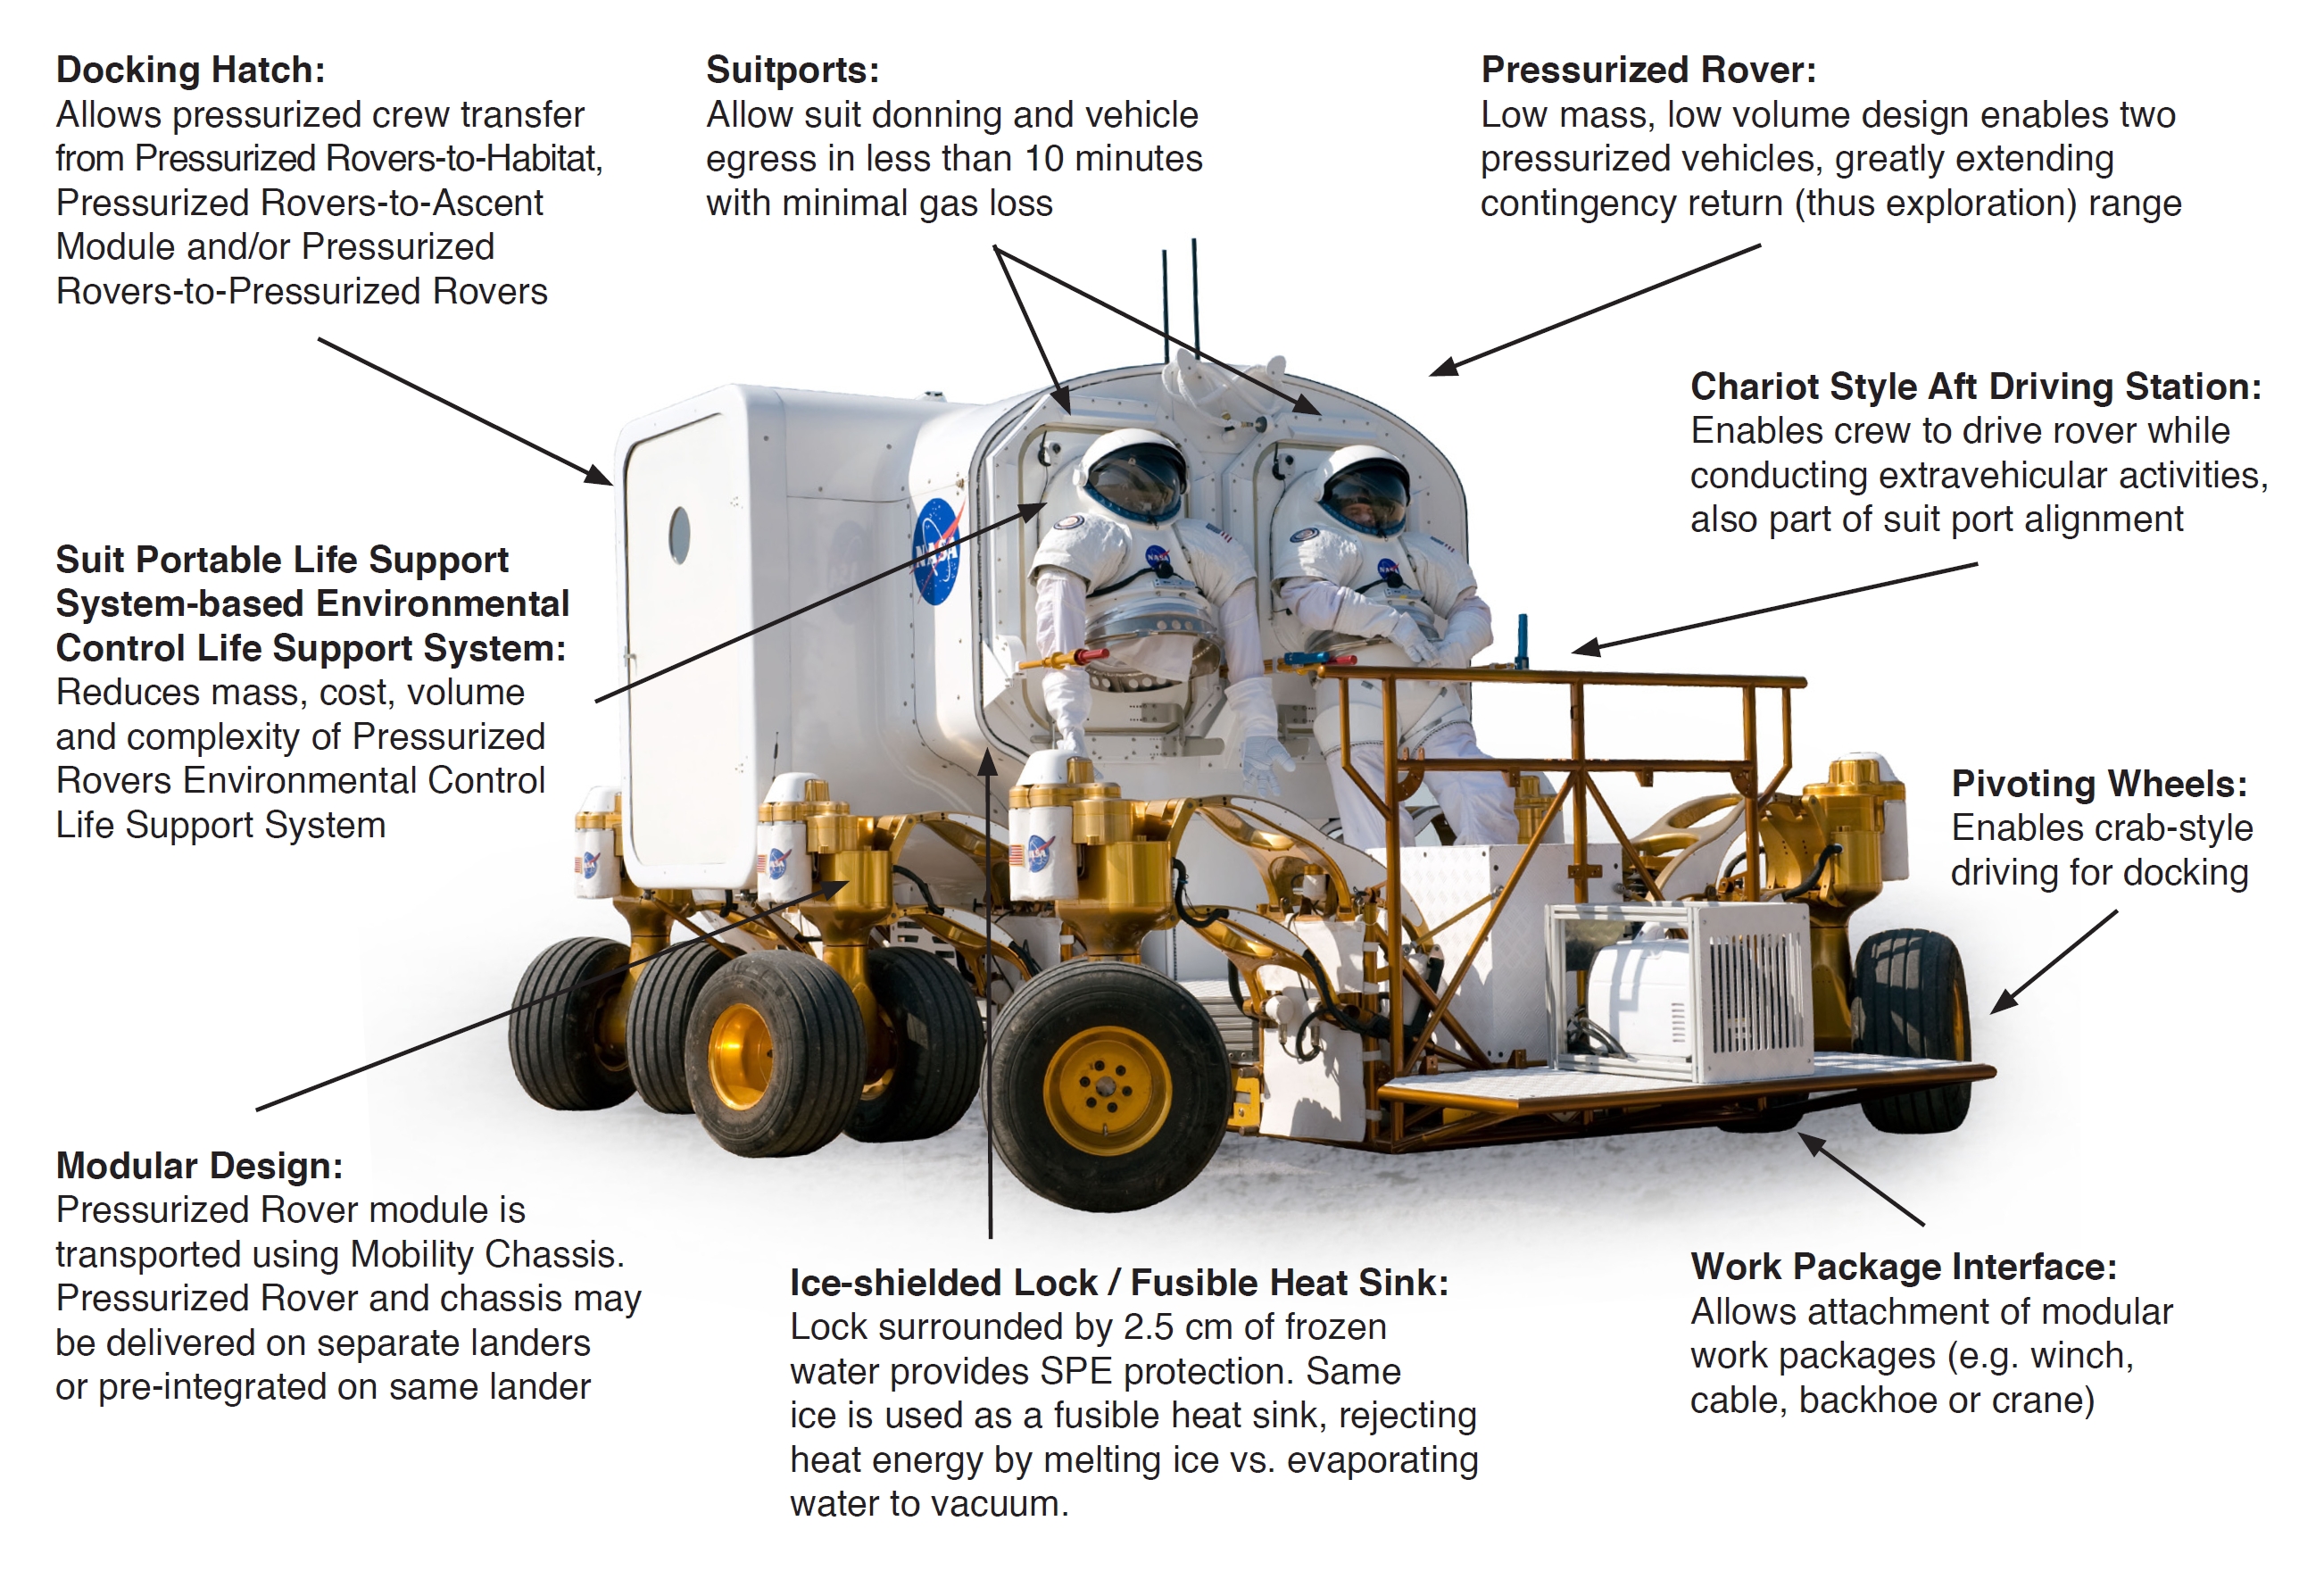 Docking Hatch:
Allows pressurized crew transfer
from Pressurized Rovers-to-Habitat,
Pressurized Rovers-to-Ascent
Module and/or Pressurized
Rovers-to-Pressurized Rovers
Suitports:
Allow suit donning and vehicle
egress in less than 10 minutes
with minimal gas loss
Pressurized Rover:
Low mass, low volume design enables two
pressurized vehicles, greatly extending
contingency return (thus exploration) range
Chariot Style Aft Driving Station:
Enables crew to drive rover while
conducting extravehicular activities,
also part of suit port alignment
Suit Portable Life Support
System-based Environmental
Control Life Support System:
Reduces mass, cost, volume
and complexity of Pressurized
Rovers Environmental Control
Life Support System
NASA
NASA
NASA
Pivoting Wheels:
Enables crab-style
driving for docking
NASA
NASA
NASA
Modular Design:
Pressurized Rover module is
transported using Mobility Chassis.
Pressurized Rover and chassis may
be delivered on separate landers
or pre-integrated on same lander
Ice-shielded Lock / Fusible Heat Sink:
Lock surrounded by 2.5 cm of frozen
water provides SPE protection. Same
ice is used as a fusible heat sink, rejecting
heat energy by melting ice vs. evaporating
water to vacuum.
Work Package Interface:
Allows attachment of modular
work packages (e.g. winch,
cable, backhoe or crane)